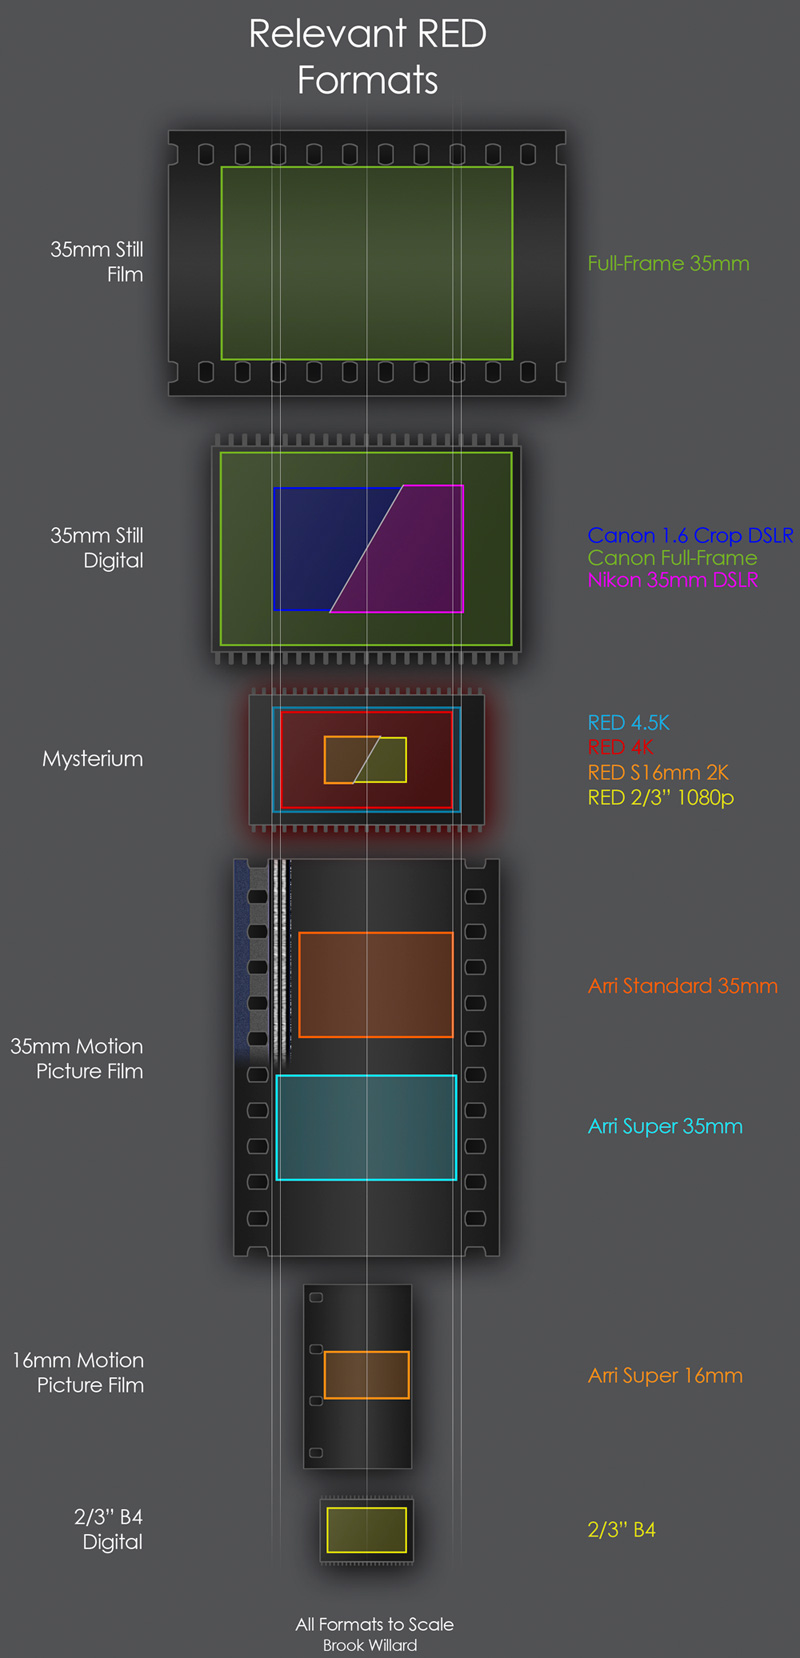 Relevant RED
Formats
35mm Still
Film
Full-Frame 35mm
35mm Still
Digital
Canon 1.6 Crop DSLR
Canon Full-Frame
Nikon 35mm DSLR
Mysterium
RED 4.5K
RED 4K
RED S16mm 2K
RED 2/3” 1080p
35mm Motion
Picture Film
Arri Standard 35mm
Arri Super 35mm
16mm Motion
Picture Film
Arri Super 16mm
2/3” B4
Digital
2/3” B4
All Formats to Scale
Brook Willard